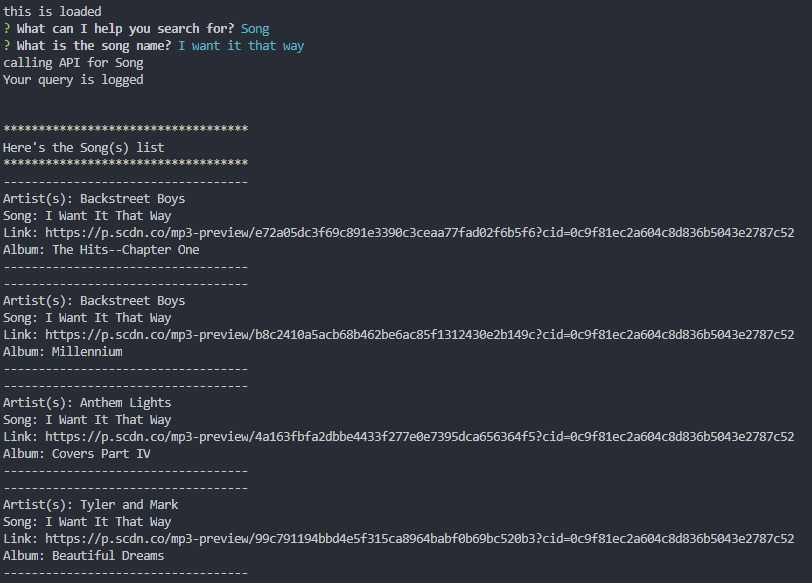 this is loaded
? What can I help you search for? Song
? What is the song name? I want it that way
calling API for Song
Your query is logged
***********************************
Here's the Song(s) list
***********************************
-----------------------------------
Artist(s): Backstreet Boys
Song: I Want It That Way
Link: https://p.scdn.co/mp3-preview/e72a05dc3f69c891e3390c3ceaa77fad02f6b5f6?cid=0c9f81ec2a604c8d836b5043e2787c52
Album: The Hits--Chapter One
-----------------------------------
-----------------------------------
Artist(s): Backstreet Boys
Song: I Want It That Way
Link: https://p.scdn.co/mp3-preview/b8c2410a5acb68b462be6ac85f1312430e2b149c?cid=0c9f81ec2a604c8d836b5043e2787c52
Album: Millennium
-----------------------------------
-----------------------------------
Artist(s): Anthem Lights
Song: I Want It That Way
Link: https://p.scdn.co/mp3-preview/4a163fbfa2dbbe4433f277e0e7395dca656364f5?cid=0c9f81ec2a604c8d836b5043e2787c52
Album: Covers Part IV
-----------------------------------
-----------------------------------
Artist(s): Tyler and Mark
Song: I Want It That Way
Link: https://p.scdn.co/mp3-preview/99c791194bbd4e5f315ca8964babf0b69bc520b3?cid=0c9f81ec2a604c8d836b5043e2787c52
Album: Beautiful Dreams
-----------------------------------